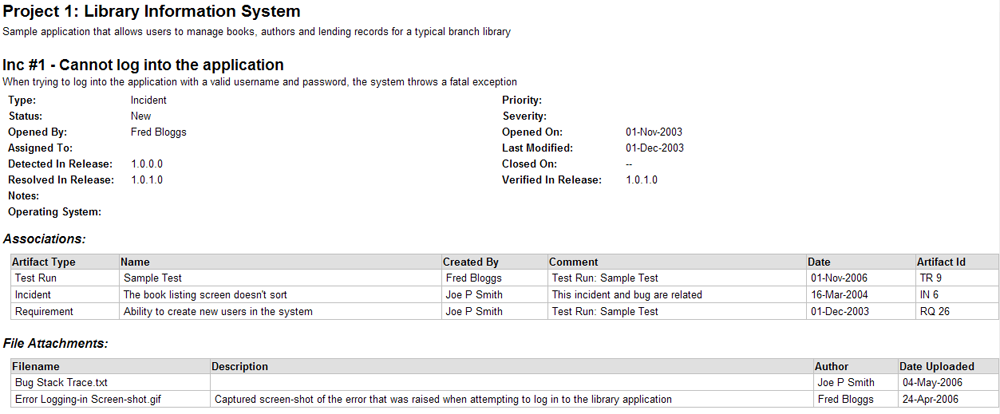 Project 1: Library Information System
Sample application that allows users to manage books, authors and lending records for a typical branch library
Inc #1 - Cannot log into the application
When trying to log into the application with a valid username and password, the system throws a fatal exception
Type: Incident Priority:
Status: New Severity:
Opened By: Fred Bloggs Opened On: 01-Nov-2003
Assigned To: Last Modified: 01-Dec-2003
Detected In Release: 1.0.0.0 Closed On: --
Resolved In Release: 1.0.1.0 Verified In Release: 1.0.1.0
Notes:
Operating System:
Associations:
Artifact Type Name Created By Comment Date Artifact Id
Test Run Sample Test Fred Bloggs Test Run: Sample Test 01-Nov-2006 TR 9
Incident The book listing screen doesn't sort Joe P Smith This incident and bug are related 16-Mar-2004 IN 6
Requirement Ability to create new users in the system Joe P Smith Test Run: Sample Test 01-Dec-2003 RQ 26
File Attachments:
Filename Description Author Date Uploaded
Bug Stack Trace.txt Joe P Smith 04-May-2006
Error Logging-in Screen-shot.gif Captured screen-shot of the error that was raised when attempting to log in to the library application Fred Bloggs 24-Apr-2006